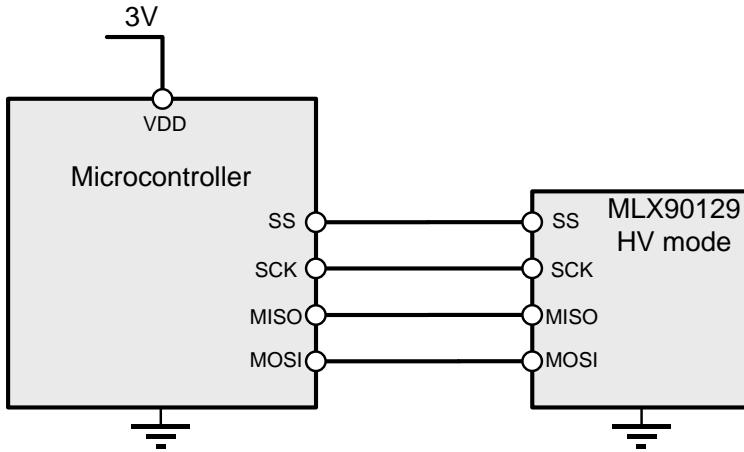 3V
VDD
Microcontroller
SS
SCK
MISO
MOSI
MLX90129
HV mode
SS
SCK
MISO
MOSI